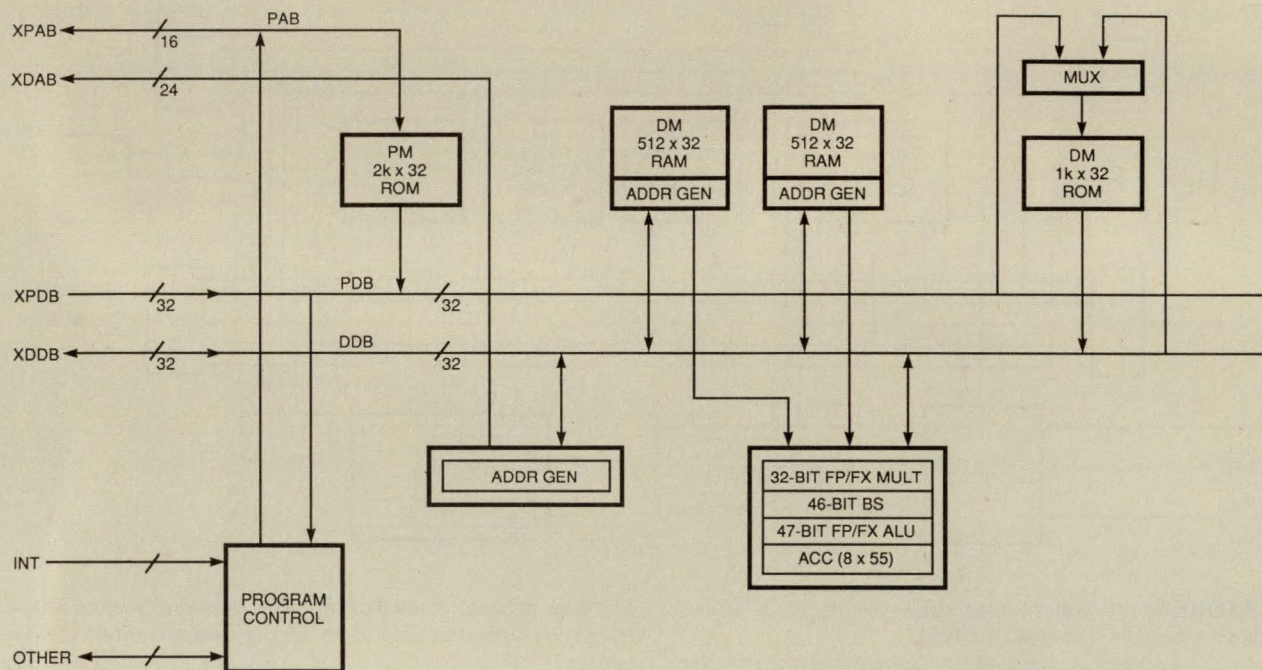 PAB
XPAB
16
XDAB
24
PM
2k x 32
ROM
DM
512 x 32
RAM
ADDR GEN
DM
512 x 32
RAM
ADDR GEN
MUX
DM
1k x 32
ROM
XPDB
32
PDB
32
XDDB
32
DDB
32
ADDR GEN
32-BIT FP/FX MULT
46-BIT BS
47-BIT FP/FX ALU
ACC (8 x 55)
INT
PROGRAM
CONTROL
OTHER